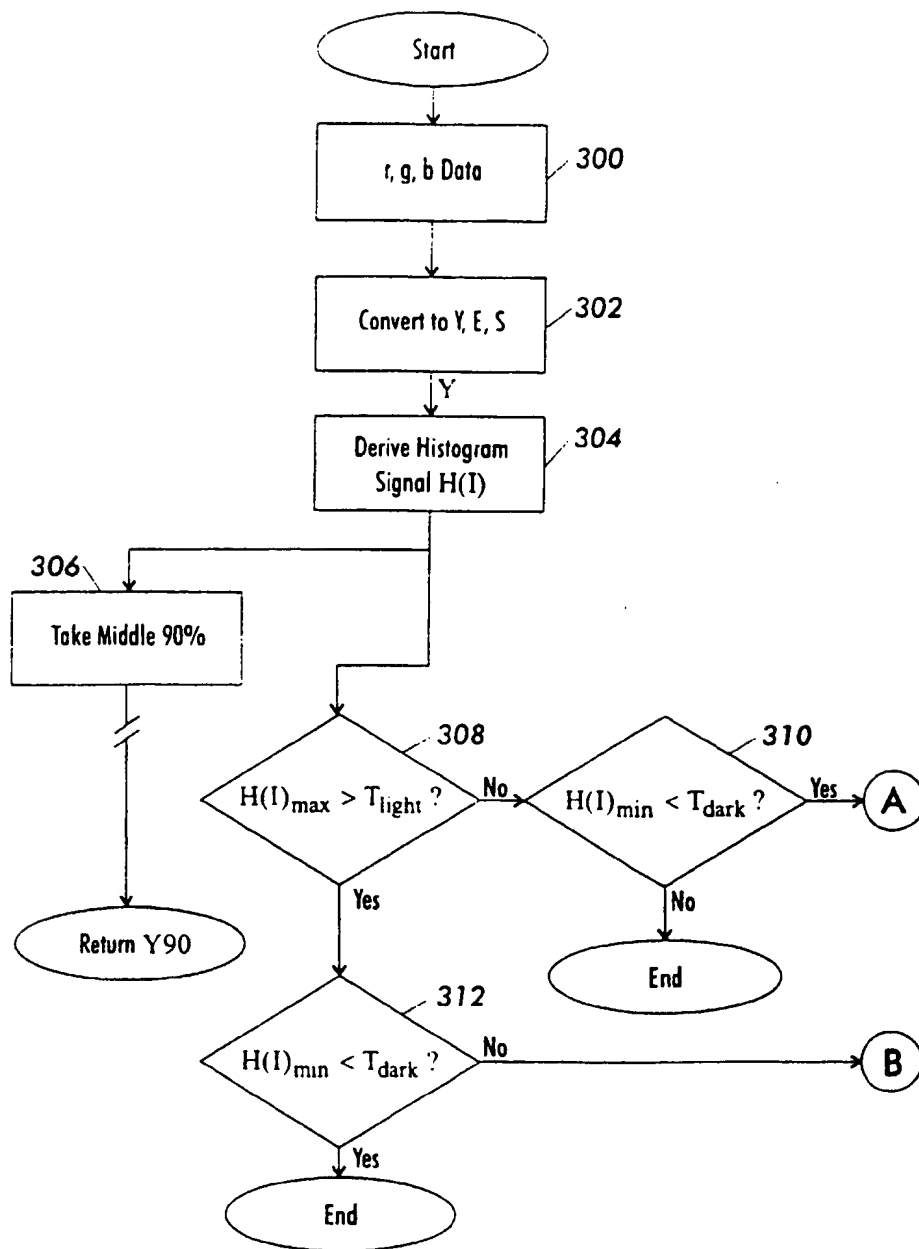 Start
r, g, b Data
300
Convert to Y, E, S
302
Y
Derive Histogram
Signal H(I)
304
306
Take Middle 90%
308
H(I)max > Tlight ?
No
310
H(I)min < Tdark ?
Yes
A
Yes
No
Return Y90
End
312
H(I)min < Tdark ?
No
B
Yes
End